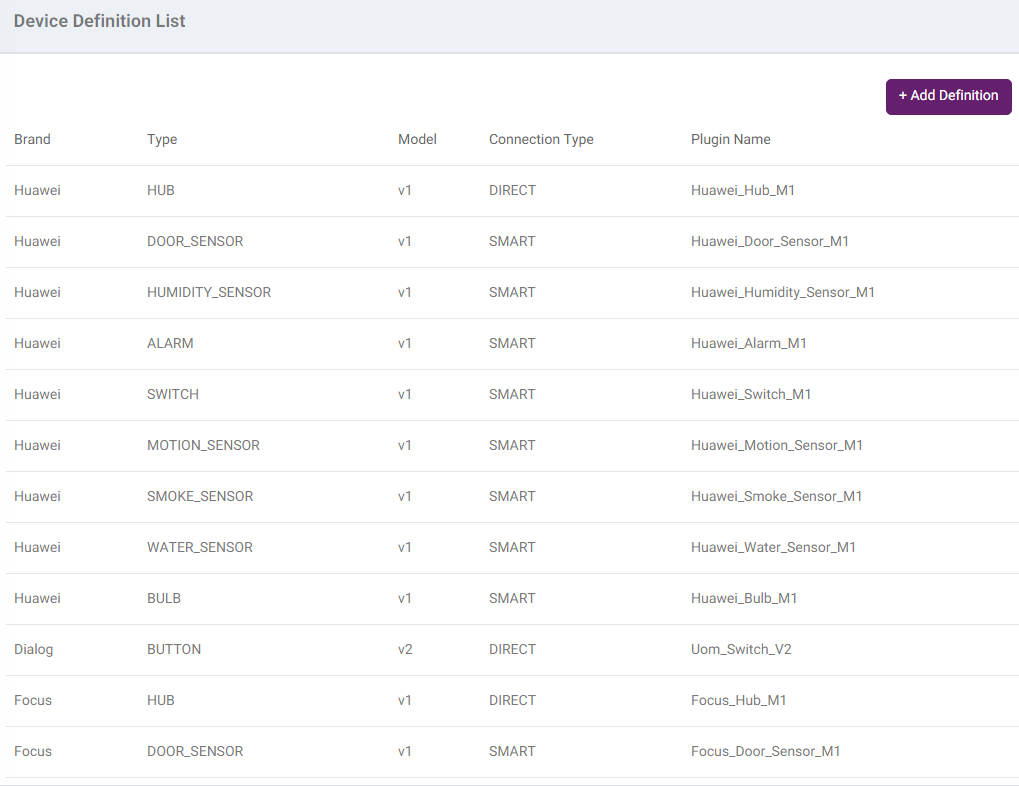 Device Definition List
+ Add Definition
Brand Type Model Connection Type Plugin Name
Huawei HUB v1 DIRECT Huawei_Hub_M1
Huawei DOOR_SENSOR v1 SMART Huawei_Door_Sensor_M1
Huawei HUMIDITY_SENSOR v1 SMART Huawei_Humidity_Sensor_M1
Huawei ALARM v1 SMART Huawei_Alarm_M1
Huawei SWITCH v1 SMART Huawei_Switch_M1
Huawei MOTION_SENSOR v1 SMART Huawei_Motion_Sensor_M1
Huawei SMOKE_SENSOR v1 SMART Huawei_Smoke_Sensor_M1
Huawei WATER_SENSOR v1 SMART Huawei_Water_Sensor_M1
Huawei BULB v1 SMART Huawei_Bulb_M1
Dialog BUTTON v2 DIRECT Uom_Switch_V2
Focus HUB v1 DIRECT Focus_Hub_M1
Focus DOOR_SENSOR v1 SMART Focus_Door_Sensor_M1